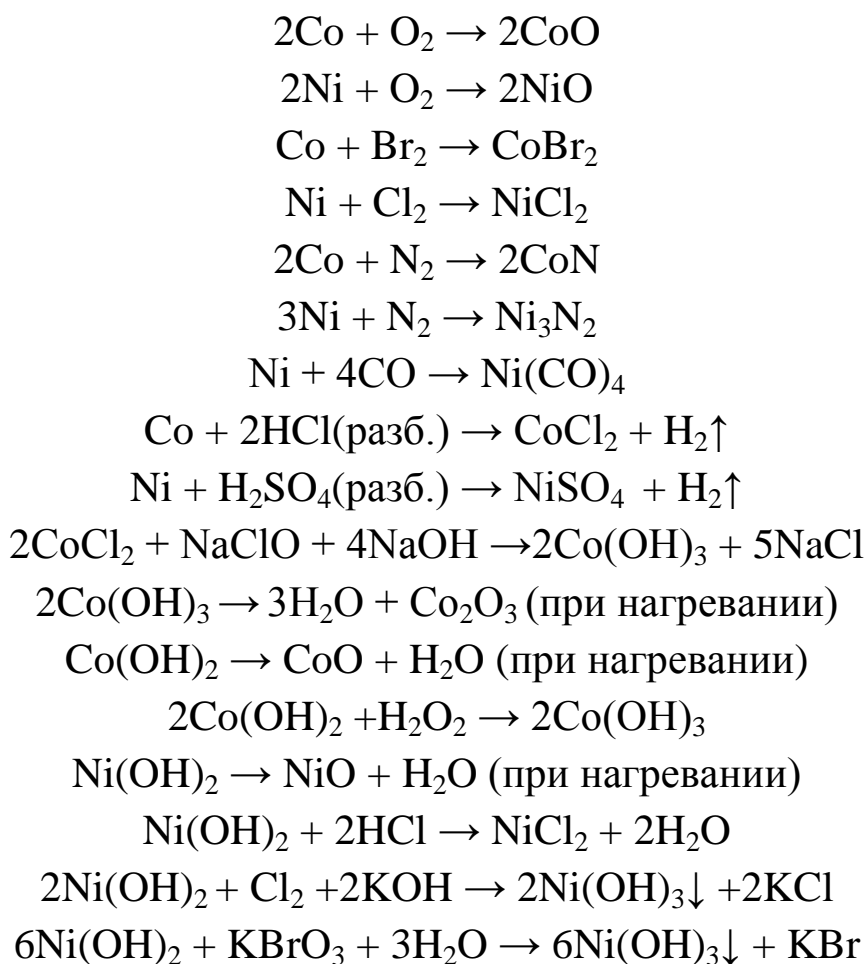 2Co + O₂ → 2CoO
2Ni + O₂ → 2NiO
Co + Br₂ → CoBr₂
Ni + Cl₂ → NiCl₂
2Co + N₂ → 2CoN
3Ni + N₂ → Ni₃N₂
Ni + 4CO → Ni(CO)₄
Co + 2HCl(разб.) → CoCl₂ + H₂↑
Ni + H₂SO₄(разб.) → NiSO₄ + H₂↑
2CoCl₂ + NaClO + 4NaOH →2Co(OH)₃ + 5NaCl
2Co(OH)₃ → 3H₂O + Co₂O₃ (при нагревании)
Co(OH)₂ → CoO + H₂O (при нагревании)
2Co(OH)₂ +H₂O₂ → 2Co(OH)₃
Ni(OH)₂ → NiO + H₂O (при нагревании)
Ni(OH)₂ + 2HCl → NiCl₂ + 2H₂O
2Ni(OH)₂ + Cl₂ +2KOH → 2Ni(OH)₃↓ +2KCl
6Ni(OH)₂ + KBrO₃ + 3H₂O → 6Ni(OH)₃↓ + KBr